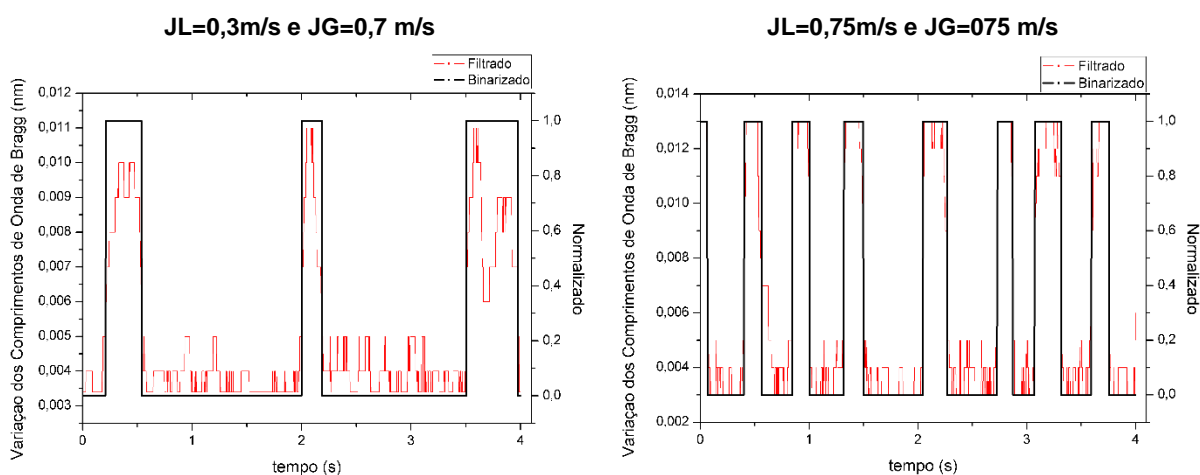 JL=0,3m/s e JG=0,7 m/s
Filtrado
Binarizado
Variaçao dos Comprimentos de Onda de Bragg (nm)
0,012
0,011
0,010
0,009
0,008
0,007
0,006
0,005
0,004
0,003
1,0
0,8
0,6
0,4
0,2
0,0
Normalizado
0 1 2 3 4
tempo (s)
JL=0,75m/s e JG=075 m/s
Filtrado
Binarizado
Variaçao dos Comprimentos de Onda de Bragg (nm)
0,014
0,012
0,010
0,008
0,006
0,004
0,002
1,0
0,8
0,6
0,4
0,2
0,0
Normalizado
0 1 2 3 4
tempo (s)